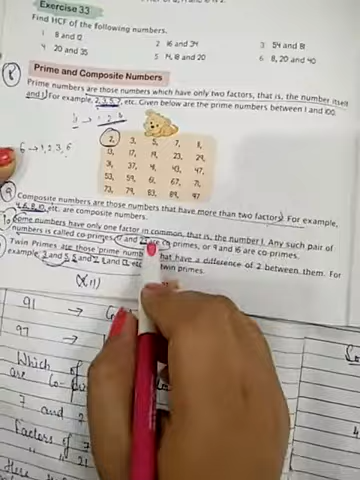 Exercise 33
Find HCF of the following numbers.
1 8 and 12
2 16 and 34
3 54 and 81
4 20 and 35
5 14, 18 and 20
6 8, 20 and 40
8
Prime and Composite Numbers
Prime numbers are those numbers which have only two factors, that is, the number itself
and 1. For example, 2, 3, 5, 7, etc. Given below are the prime numbers between 1 and 100.
6 → 1, 2, 3, 6
2, 3, 5, 7, 11,
13, 17, 19, 23, 29,
31, 37, 41, 43, 47,
53, 59, 61, 67, 71,
73, 79, 83, 89, 97
9
Composite numbers are those numbers that have more than two factors. For example,
4, 6, 8, 10, etc. are composite numbers.
10 Some numbers have only one factor in common, that is, the number 1. Any such pair of
numbers is called co-primes. and are co-primes, or 9 and 16 are co-primes.
Twin Primes are those prime that have a difference of 2 between them. For
example, 3 and 5, 5 and 7, and etc. twin primes.
91 →
97 →
Which of
are Co-
7 and
Factors of 7
21